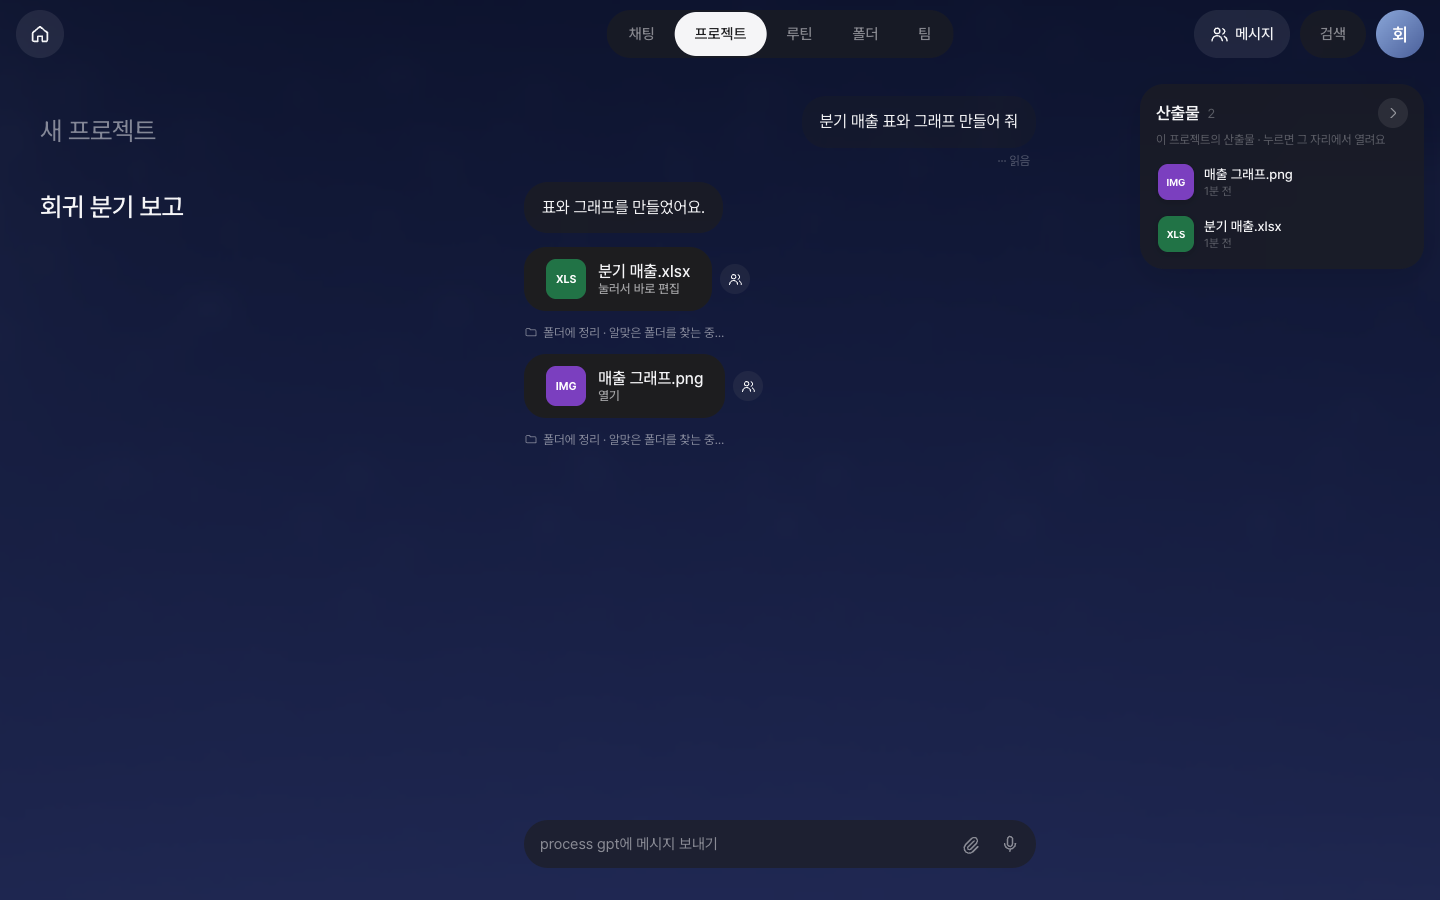 채팅
프로젝트
루틴
폴더
팀
메시지
검색
회
새 프로젝트
회귀 분기 보고
분기 매출 표와 그래프 만들어 줘
··· 읽음
표와 그래프를 만들었어요.
XLS
분기 매출.xlsx
눌러서 바로 편집
폴더에 정리 · 알맞은 폴더를 찾는 중...
IMG
매출 그래프.png
열기
폴더에 정리 · 알맞은 폴더를 찾는 중...
산출물 2
이 프로젝트의 산출물 · 누르면 그 자리에서 열려요
IMG
매출 그래프.png
1분 전
XLS
분기 매출.xlsx
1분 전
process gpt에 메시지 보내기